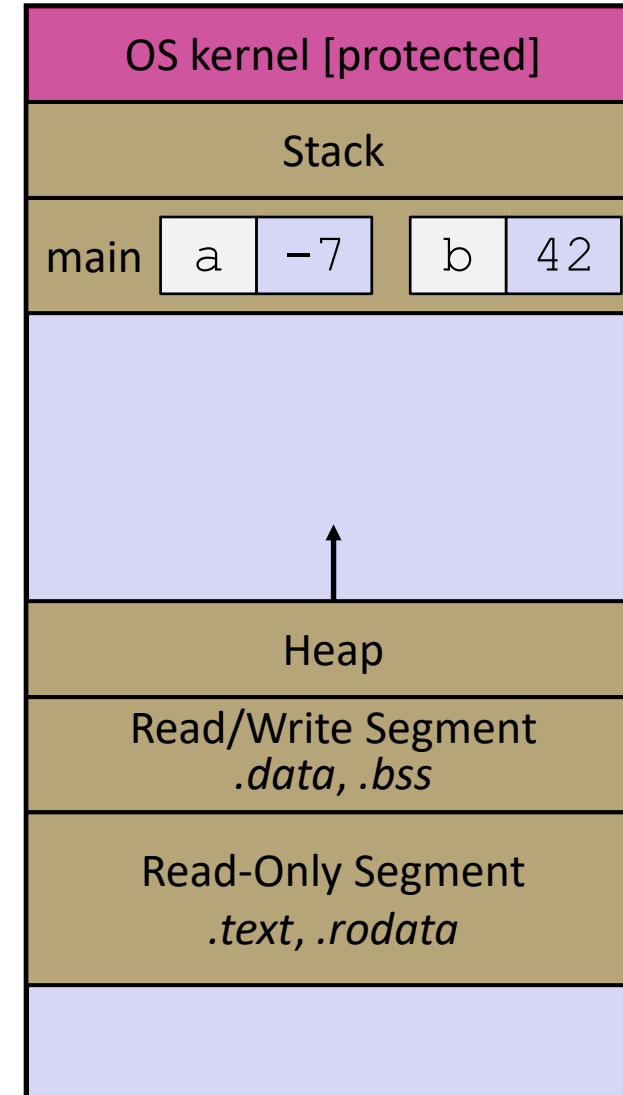 OS kernel [protected]
Stack
main a −7 b 42
Heap
Read/Write Segment
.data, .bss
Read-Only Segment
.text, .rodata